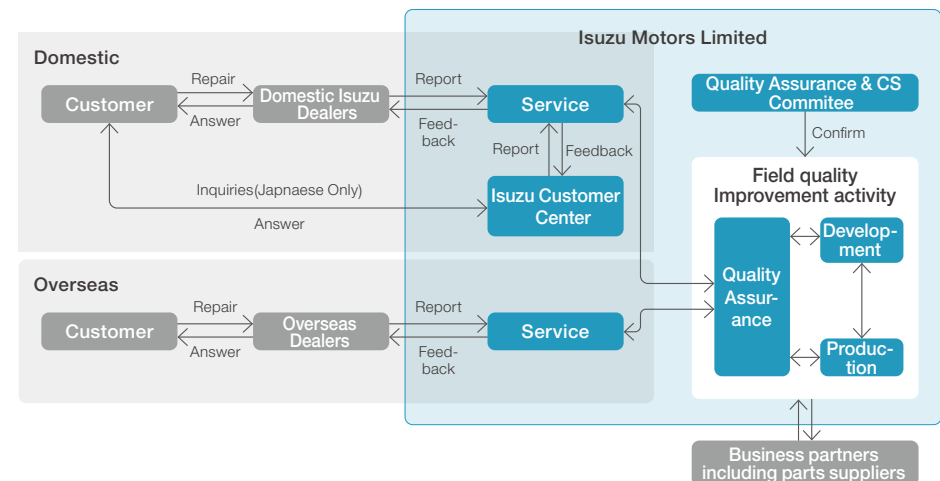 Isuzu Motors Limited
Domestic
Customer
Repair
Answer
Domestic Isuzu
Dealers
Report
Feed-
back
Service
Report
Feedback
Inquiries(Japnaese Only)
Answer
Isuzu Customer
Center
Quality Assurance & CS
Commitee
Confirm
Field quality
Improvement activity
Quality
Assur-
ance
Develop-
ment
Produc-
tion
Overseas
Customer
Repair
Answer
Overseas
Dealers
Report
Feed-
back
Service
Business partners
including parts suppliers